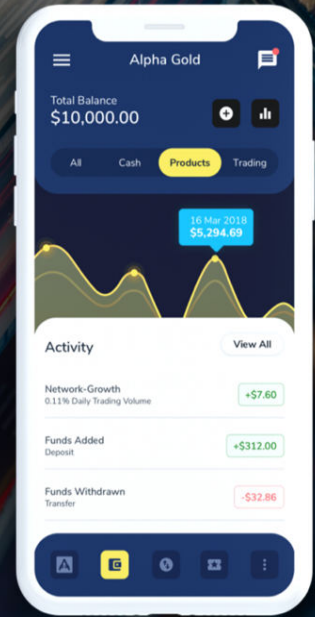 Alpha Gold
Total Balance
$10,000.00
All Cash Products Trading
16 Mar 2018
$5,294.69
Activity
View All
Network-Growth
0.11% Daily Trading Volume
+$7.60
Funds Added
Deposit
+$312.00
Funds Withdrawn
Transfer
-$32.86